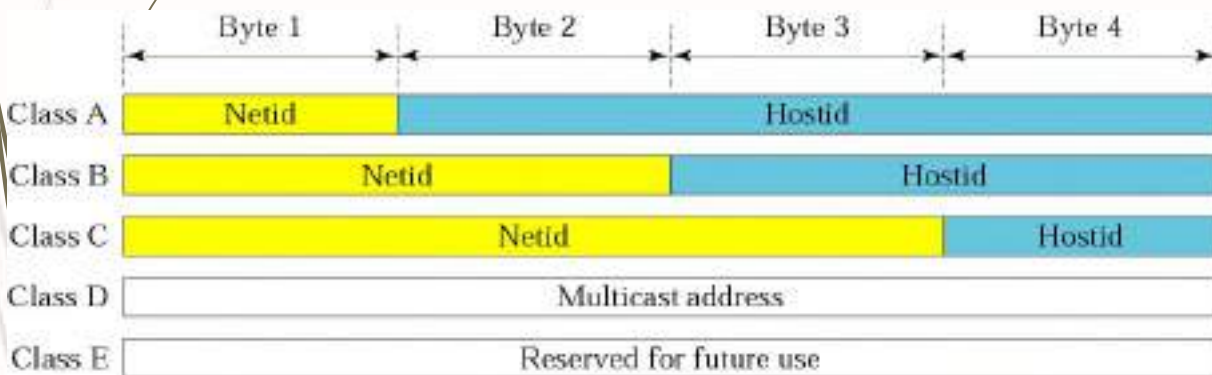 Byte 1 Byte 2 Byte 3 Byte 4
Class A Netid Hostid
Class B Netid Hostid
Class C Netid Hostid
Class D Multicast address
Class E Reserved for future use